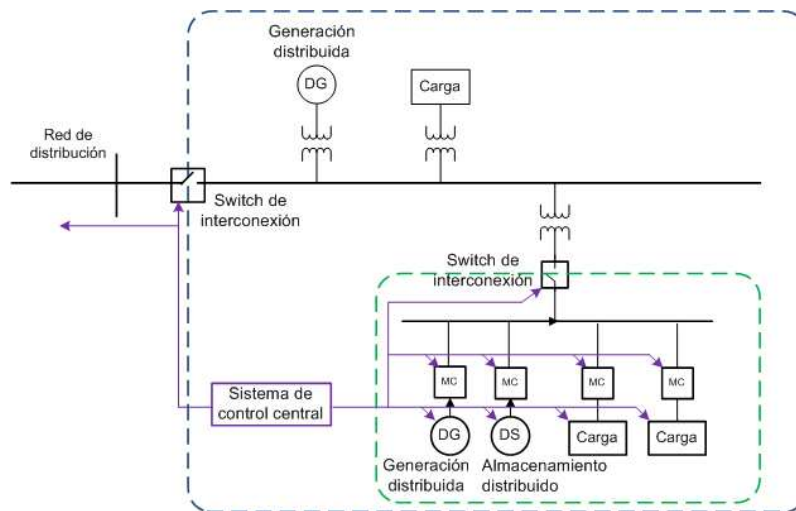 Generación
distribuida
DG
Carga
Red de
distribución
Switch de
interconexión
Switch de
interconexión
MC
MC
MC
MC
Sistema de
control central
DG
DS
Carga
Carga
Generación
distribuida
Almacenamiento
distribuido